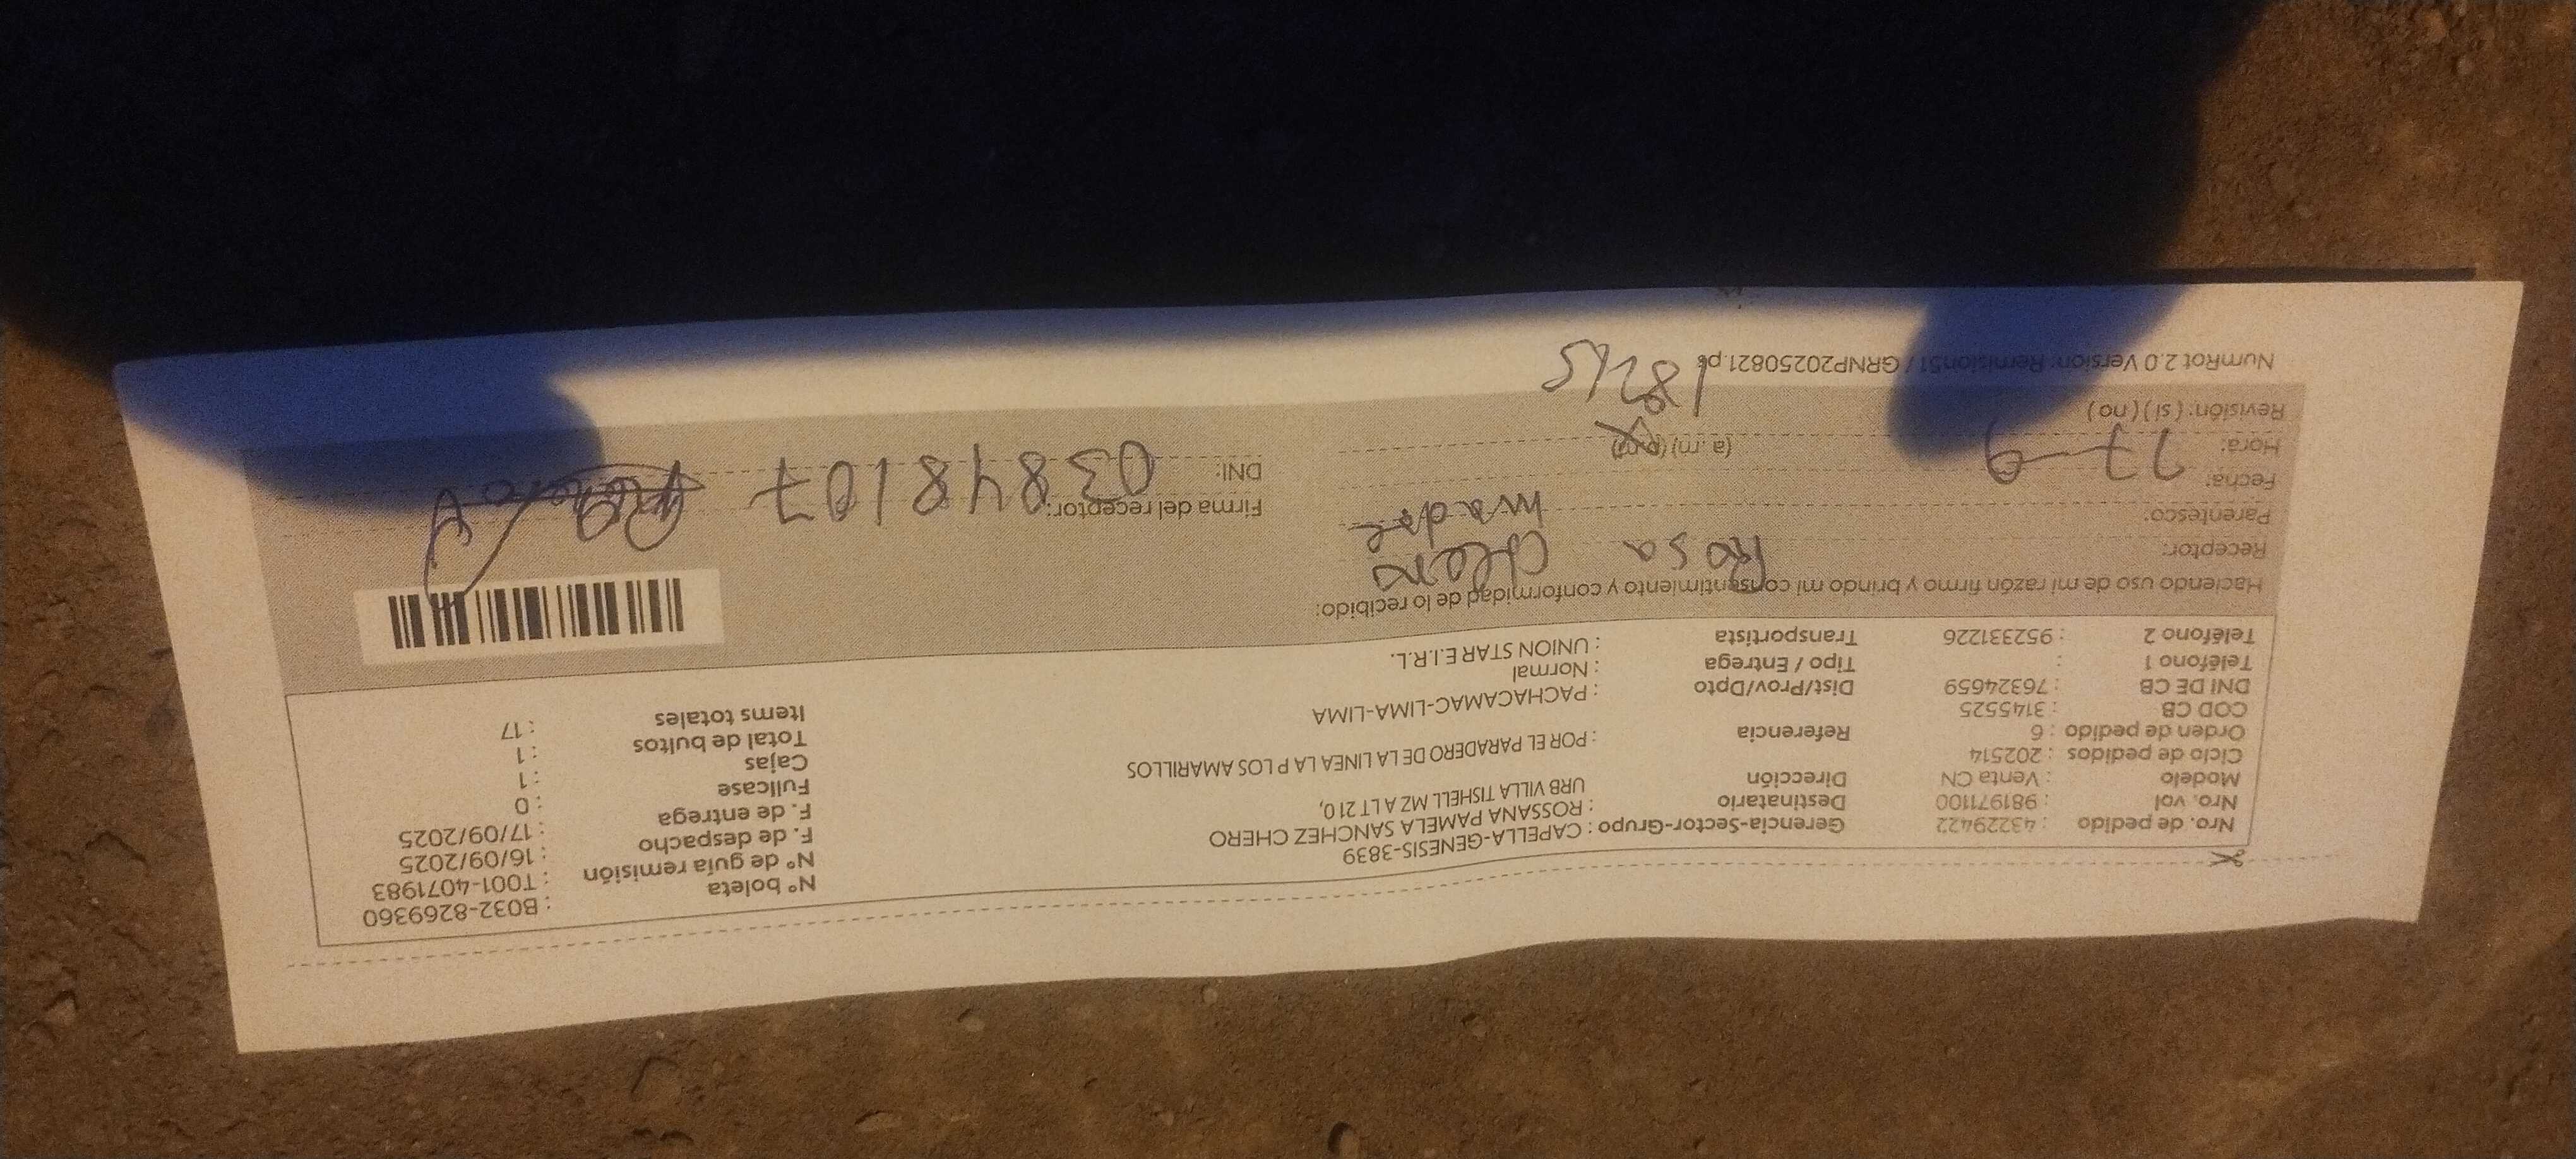 Nro. de pedido : 43229422 Gerencia-Sector-Grupo : CAPELLA-GENESIS-3839 N° boleta : B032-8269360
Nro. vol : 981971100 Destinatario : ROSSANA PAMELA SANCHEZ CHERO N° de guía remisión : T001-4071983
Modelo : Venta CN Dirección URB VILLA TISHELL MZ A LT 210, F. de despacho : 16/09/2025
Ciclo de pedidos : 202514 F. de entrega : 17/09/2025
Orden de pedido : 6 Referencia : POR EL PARADERO DE LA LINEA LA P LOS AMARILLOS Fullcase : 0
COD CB : 3145525 Cajas : 1
DNI DE CB : 76324659 Dist/Prov/Dpto : PACHACAMAC-LIMA-LIMA Total de bultos : 1
Teléfono 1 : Tipo / Entrega : Normal Items totales : 17
Teléfono 2 : 952331226 Transportista : UNION STAR E.I.R.L.
Haciendo uso de mi razón firmo y brindo mi consentimiento y conformidad de lo recibido:
Receptor: Rosa Chero
Parentesco: madre Firma del receptor:
Fecha: 17-9 DNI: 03848107
Hora: (a.m) (p.m)
Revisión: (si) (no) 18245
NumRot 2.0 Version: Remision51 / GRNP20250821.p